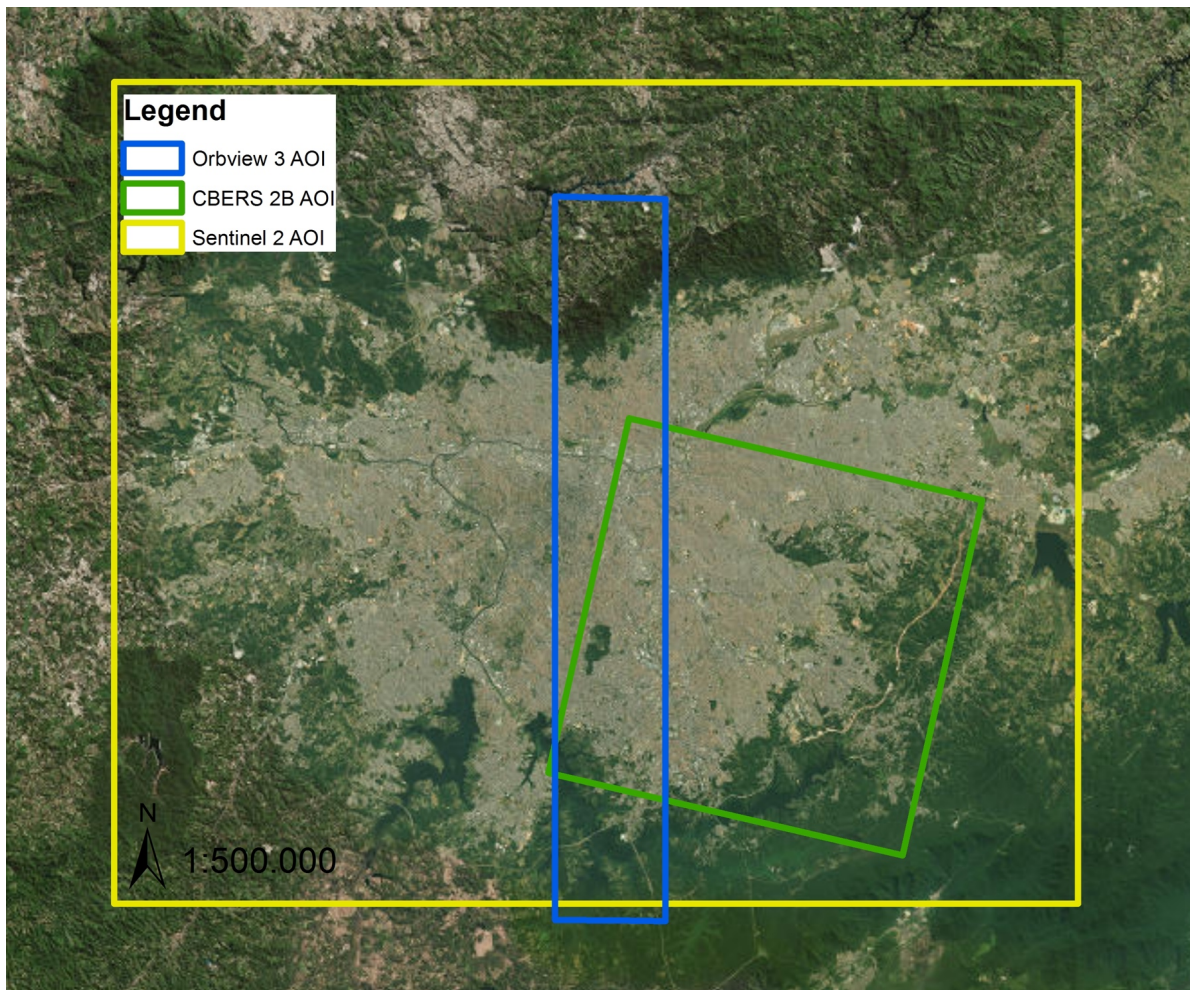 Legend
Orbview 3 AOI
CBERS 2B AOI
Sentinel 2 AOI
N
1:500.000